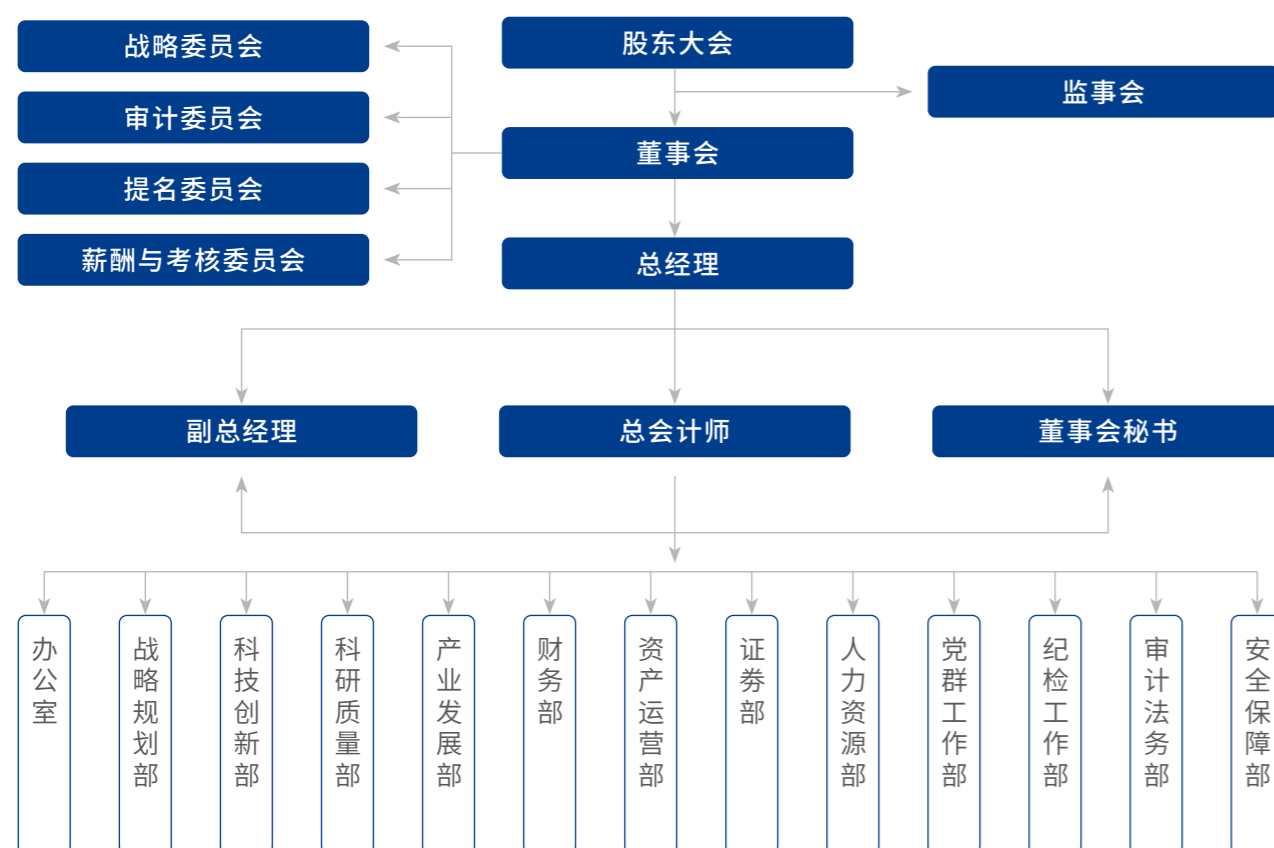 战略委员会
审计委员会
提名委员会
薪酬与考核委员会
股东大会
监事会
董事会
总经理
副总经理
总会计师
董事会秘书
办公室
战略规划部
科技创新部
科研质量部
产业发展部
财务部
资产运营部
证券部
人力资源部
党群工作部
纪检工作部
审计法务部
安全保障部